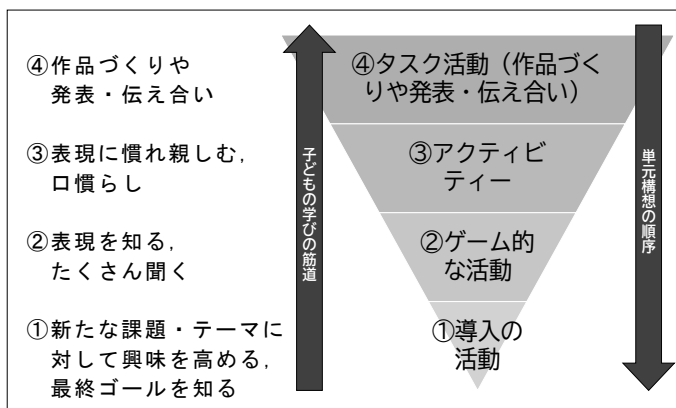 ④作品づくりや
発表・伝え合い
③表現に慣れ親しむ，
口慣らし
②表現を知る，
たくさん聞く
①新たな課題・テーマに
対して興味を高める，
最終ゴールを知る
子どもの学びの筋道
④タスク活動（作品づく
りや発表・伝え合い）
③アクティビ
ティー
②ゲーム的
な活動
①導入の
活動
単元構想の順序